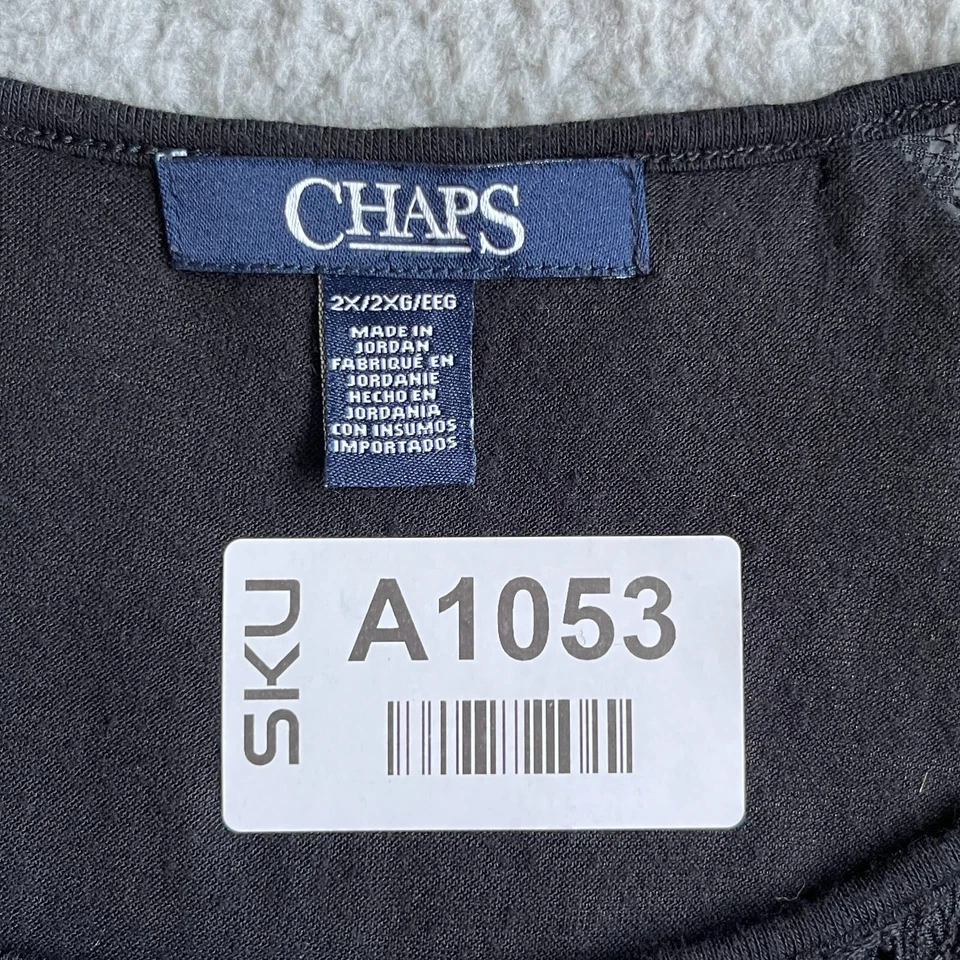 CHAPS
2X/2XG/EEG
MADE IN
JORDAN
FABRIQUÉ EN
JORDANIE
HECHO EN
JORDANIA
CON INSUMOS
IMPORTADOS
SKU
A1053